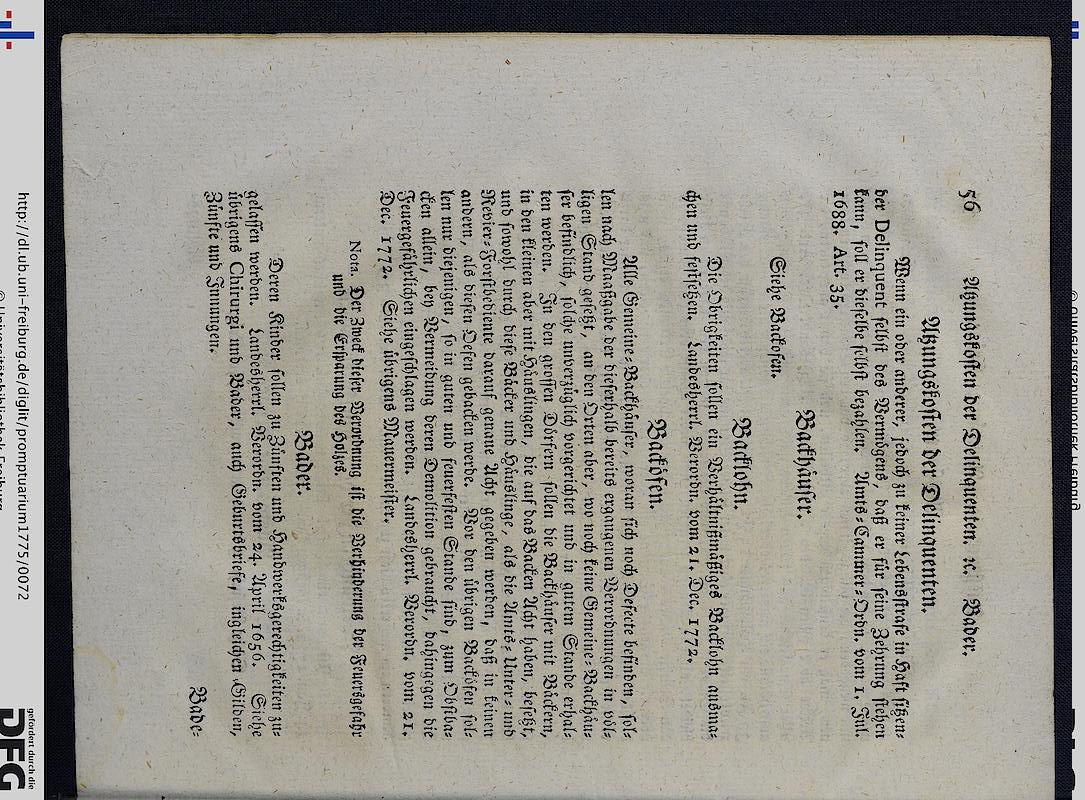 56 Atzungskosten der Delinquenten. ꝛc. Bader.
Atzungskosten der Delinquenten.
Wenn ein oder anderer, jedoch zu keiner Lebensstrafe in Haft sitzen-
der Delinquent selbst des Vermögens, daß er für seine Zehrung stehen
kann, soll er dieselbe selbst bezahlen. Amts-Cammer-Ordn. vom 1. Jul.
1688. Art. 35.
Backhäuser.
Siehe Backofen.
Backlohn.
Die Obrigkeiten sollen ein Verhältnißmäßiges Backlohn ausma-
chen und festsetzen. Landesherrl. Verordn. vom 21. Dec. 1772.
Backöfen.
Alle Gemeine-Backhäuser, woran sich noch Defecte befinden, sol-
len nach Maaßgabe der dieserhalb bereits ergangenen Verordnungen in völ-
ligen Stand gesetzt, an den Orten aber, wo noch keine Gemeine-Backhäu-
ser befindlich, solche unverzüglich vorgerichtet und in gutem Stande erhal-
ten werden. In den grossen Dörfern sollen die Backhäuser mit Bäckern,
in den kleinen aber mit Häuslingen, die auf das Backen Acht haben, besetzt,
und sowohl durch diese Bäcker und Häuslinge, als die Amts-Unter- und
Revier-Forstbediente darauf genaue Acht gegeben werden, daß in keinen
andern, als diesen Oefen gebacken werde. Von den übrigen Backöfen sol-
len nur diejenigen, so in guten und feuerfesten Stande sind, zum Obstba-
cken allein, bey Vermeidung deren Demolition gebraucht, dahingegen die
Feuergefährlichen eingeschlagen werden. Landesherrl. Verordn. vom 21.
Dec. 1772. Siehe übrigens Mauermeister.
Nota. Der Zweck dieser Verordnung ist die Verhinderung der Feuersgefahr
und die Ersparung des Holzes.
Bader.
Deren Kinder sollen zu Zünften und Handwerksgerechtigkeiten zu-
gelassen werden. Landesherrl. Verordn. vom 24. April 1656. Siehe
übrigens Chirurgi und Bader, auch Geburtsbriefe, ingleichen Gilden,
Zünfte und Innungen.
Bade-
http://dl.ub.uni-freiburg.de/diglit/promptuarium1775/0072
gefördert durch die
DFG